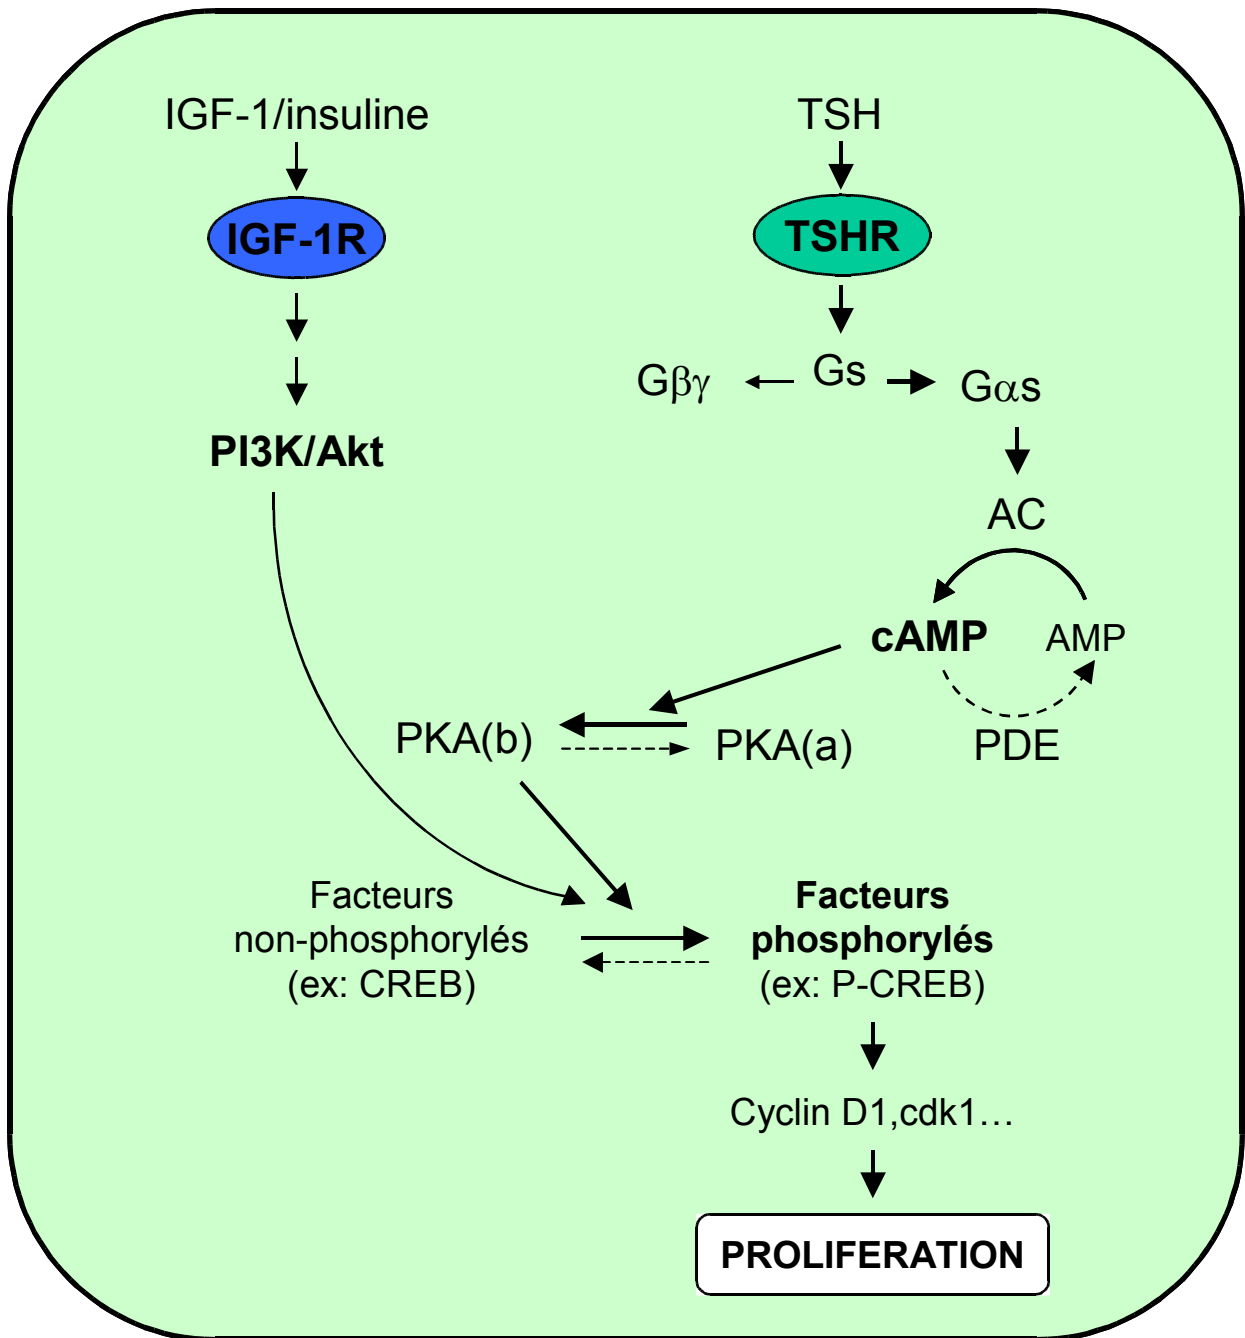 IGF-1/insuline
TSH
IGF-1R
TSHR
Gβγ
Gs
Gαs
PI3K/Akt
AC
cAMP
AMP
PKA(b)
PKA(a)
PDE
Facteurs
non-phosphorylés
(ex: CREB)
Facteurs
phosphorylés
(ex: P-CREB)
Cyclin D1,cdk1…
PROLIFERATION